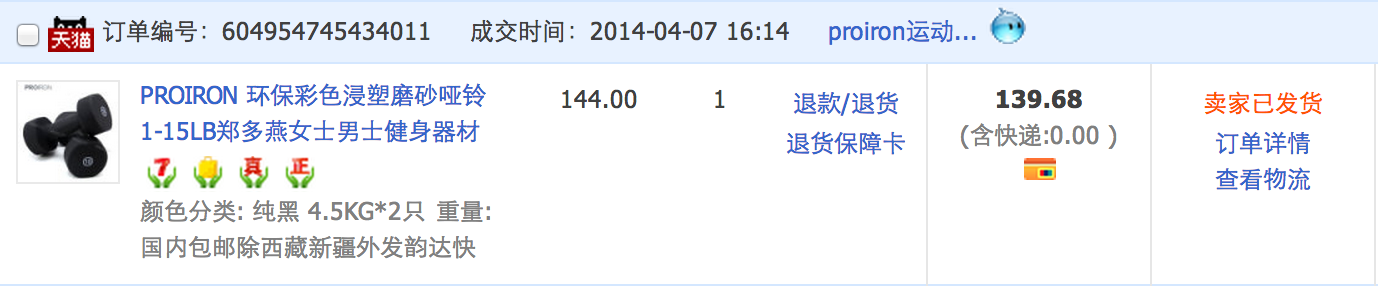 天猫 订单编号：604954745434011 成交时间：2014-04-07 16:14 proiron运动...
PROIRON
PROIRON 环保彩色浸塑磨砂哑铃 144.00 1 退款/退货 139.68 卖家已发货
1-15LB郑多燕女士男士健身器材 退货保障卡 (含快递:0.00 ) 订单详情
7 真 正 查看物流
颜色分类: 纯黑 4.5KG*2只 重量:
国内包邮除西藏新疆外发韵达快